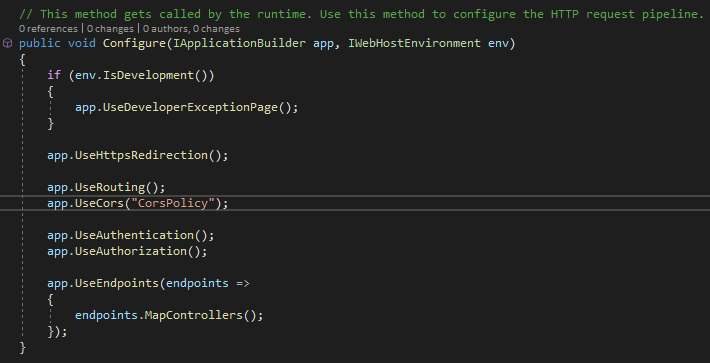 // This method gets called by the runtime. Use this method to configure the HTTP request pipeline.
0 references | 0 changes | 0 authors, 0 changes
public void Configure(IApplicationBuilder app, IWebHostEnvironment env)
{
if (env.IsDevelopment())
{
app.UseDeveloperExceptionPage();
}
app.UseHttpsRedirection();
app.UseRouting();
app.UseCors("CorsPolicy");
app.UseAuthentication();
app.UseAuthorization();
app.UseEndpoints(endpoints =>
{
endpoints.MapControllers();
});
}